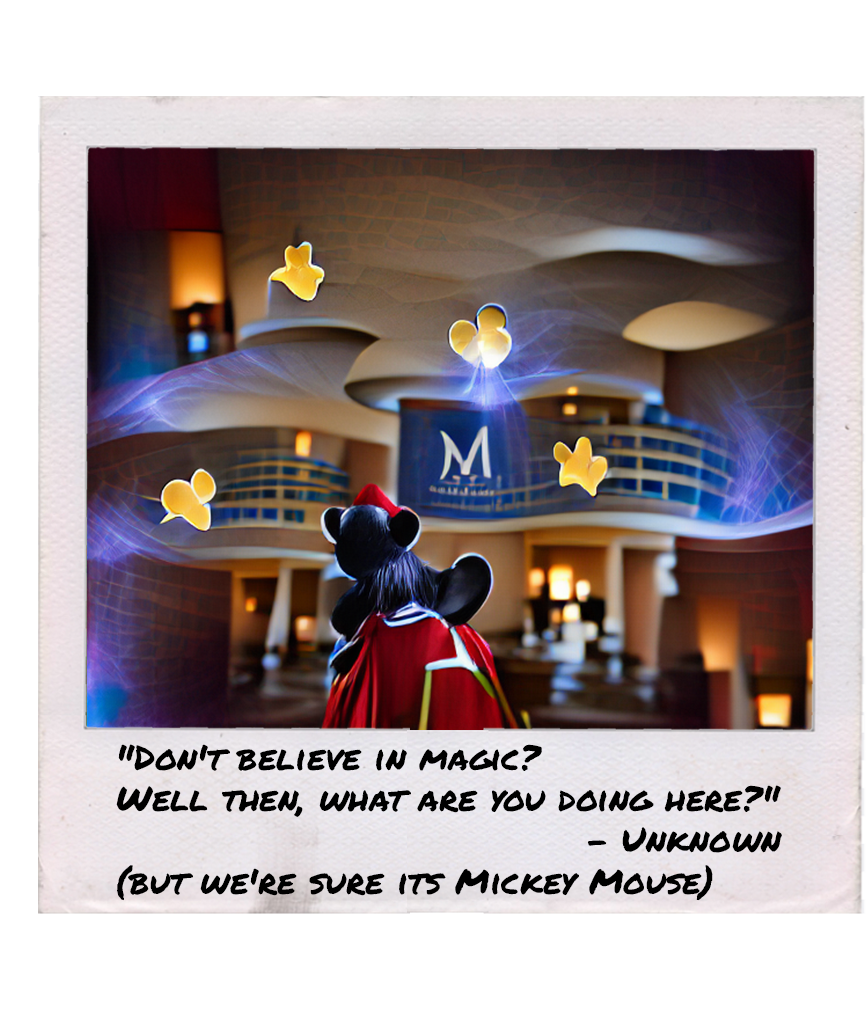 M
"Don't believe in magic?
Well then, what are you doing here?"
- Unknown
(but we're sure its Mickey Mouse)